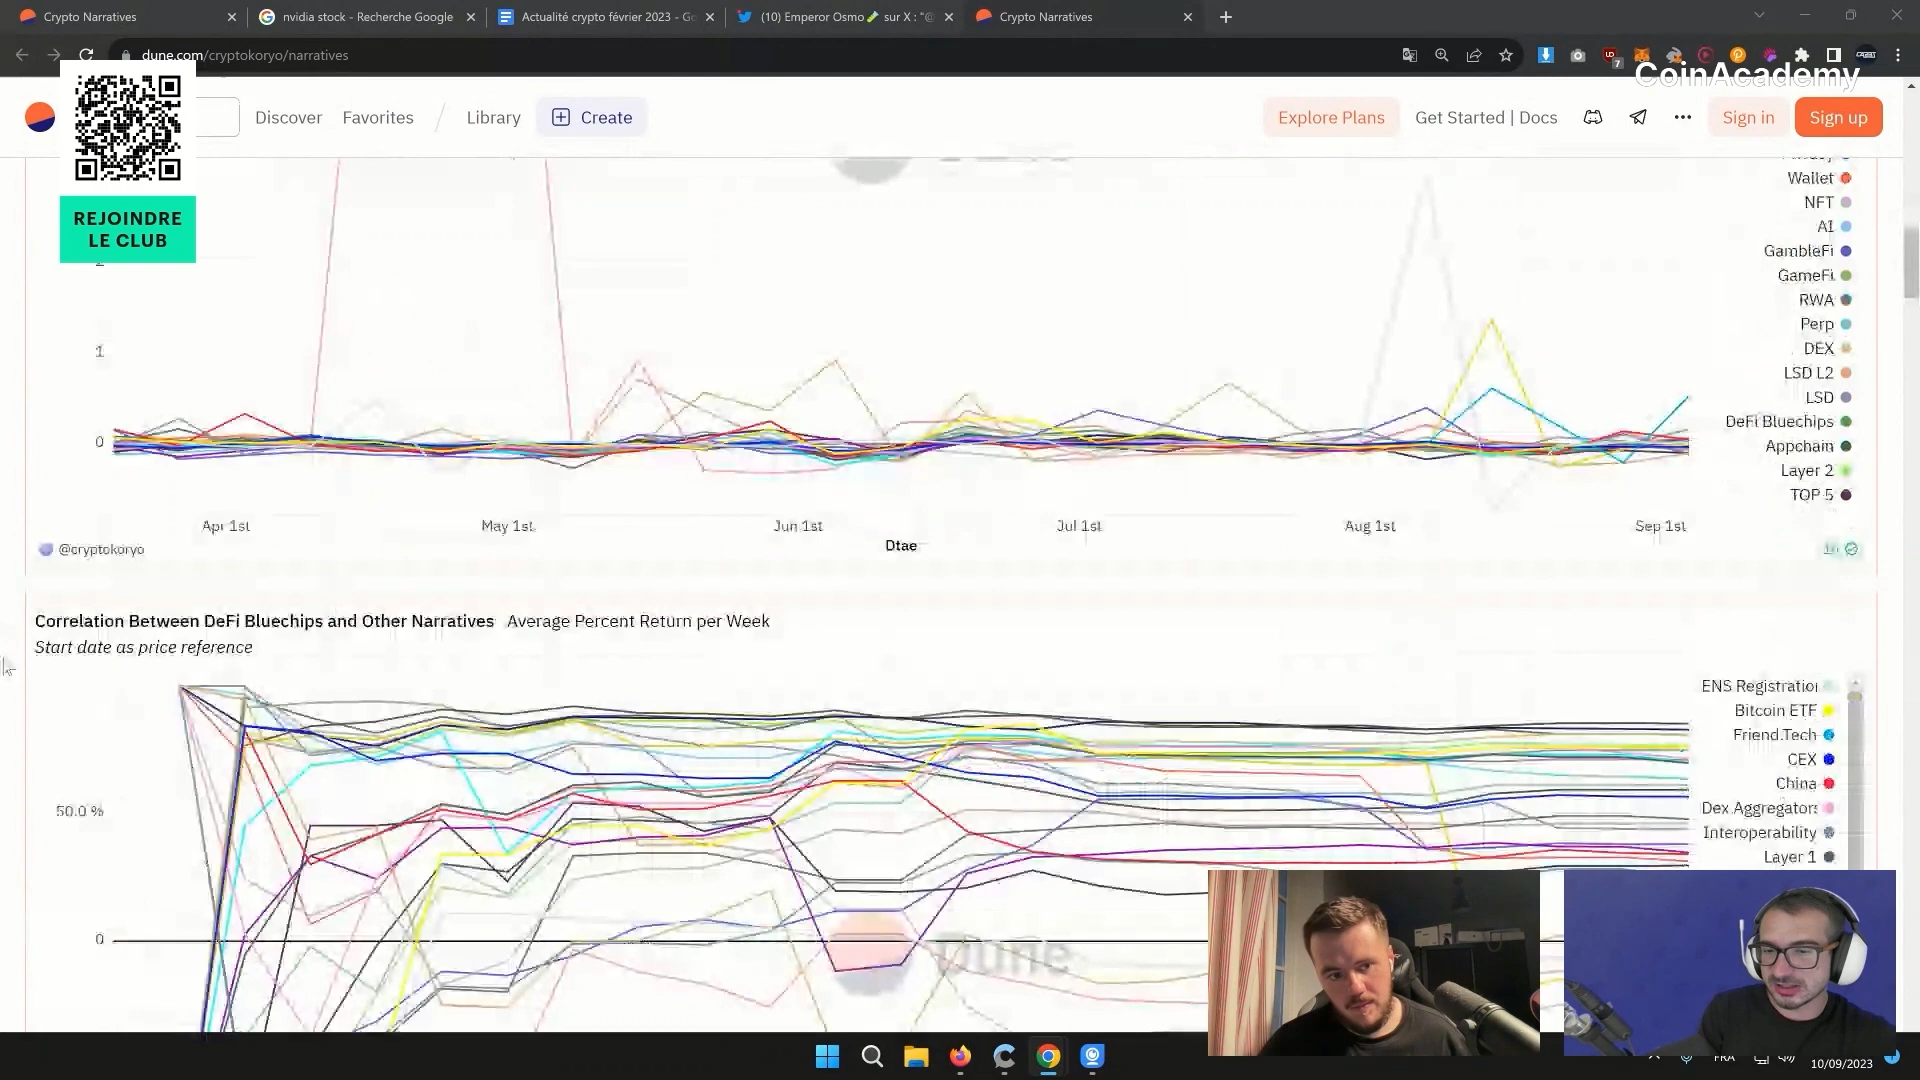 Crypto Narratives
nvidia stock - Recherche Google
Actualité crypto février 2023 - Go
(10) Emperor Osmo🧪 sur X : "@
Crypto Narratives
dune.com/cryptokoryo/narratives
7
CoinAcademy
REJOINDRE
LE CLUB
Discover
Favorites
Library
Create
Explore Plans
Get Started | Docs
Sign in
Sign up
Wallet
NFT
AI
GambleFi
GameFi
RWA
Perp
DEX
LSD L2
LSD
DeFi Bluechips
Appchain
Layer 2
TOP 5
1
0
Apr 1st
May 1st
Jun 1st
Jul 1st
Aug 1st
Sep 1st
Dtae
@cryptokoryo
Correlation Between DeFi Bluechips and Other Narratives Average Percent Return per Week
Start date as price reference
ENS Registration
Bitcoin ETF
Friend.Tech
CEX
China
Dex Aggregators
Interoperability
Layer 1
50.0 %
0
Dune
FRA
10/09/2023